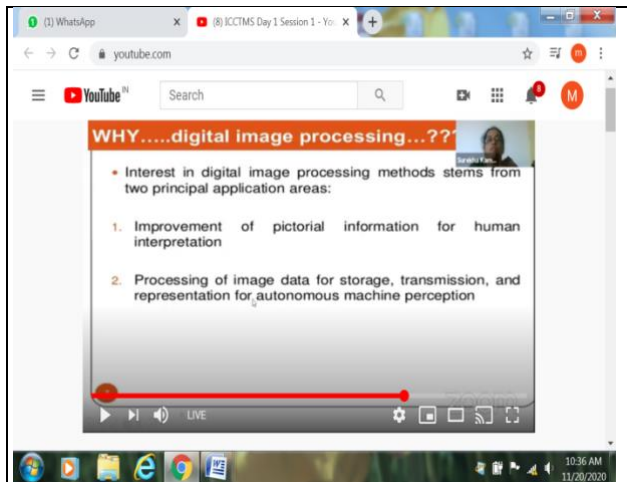 (1) WhatsApp
(8) ICCTMS Day 1 Session 1 - Yo
youtube.com
YouTube IN
Search
8
M
m
WHY.....digital image processing...???
• Interest in digital image processing methods stems from
two principal application areas:
1. Improvement of pictorial information for human
interpretation
2. Processing of image data for storage, transmission, and
representation for autonomous machine perception
LIVE
zoom
10:36 AM
11/20/2020